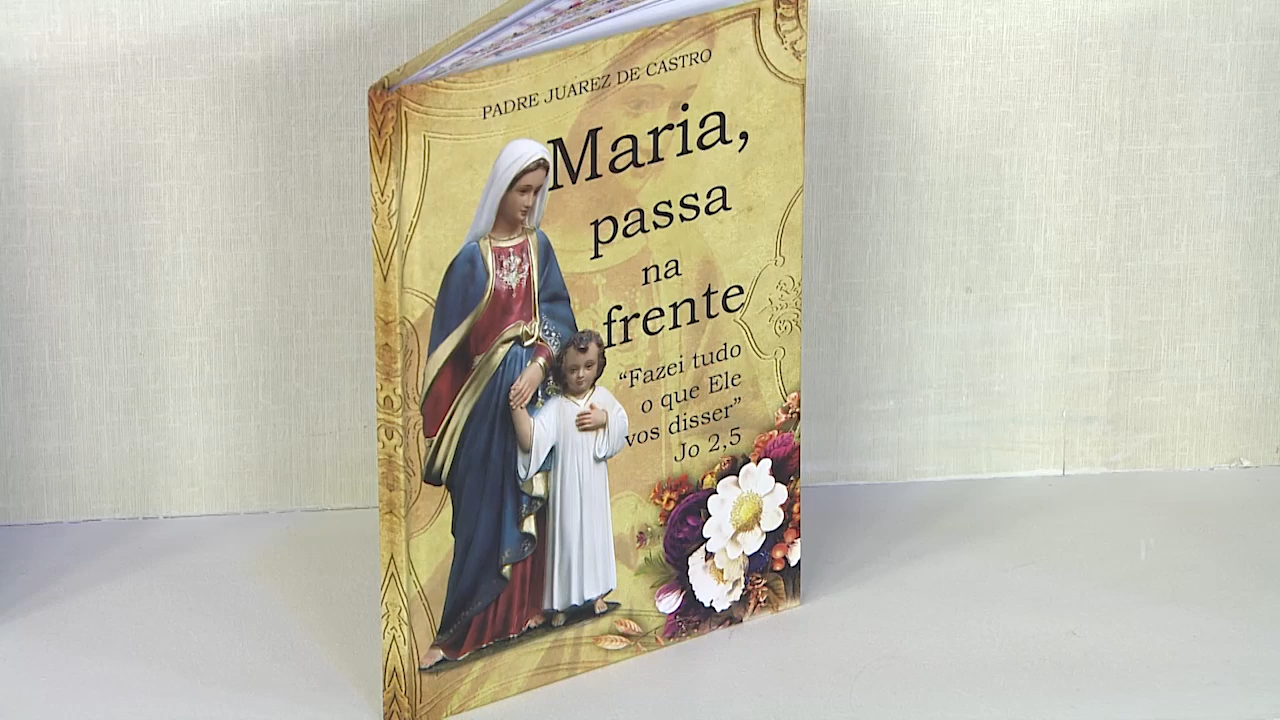 PADRE JUAREZ DE CASTRO
Maria,
passa
na
frente
“Fazei tudo
o que Ele
vos disser”
Jo 2,5